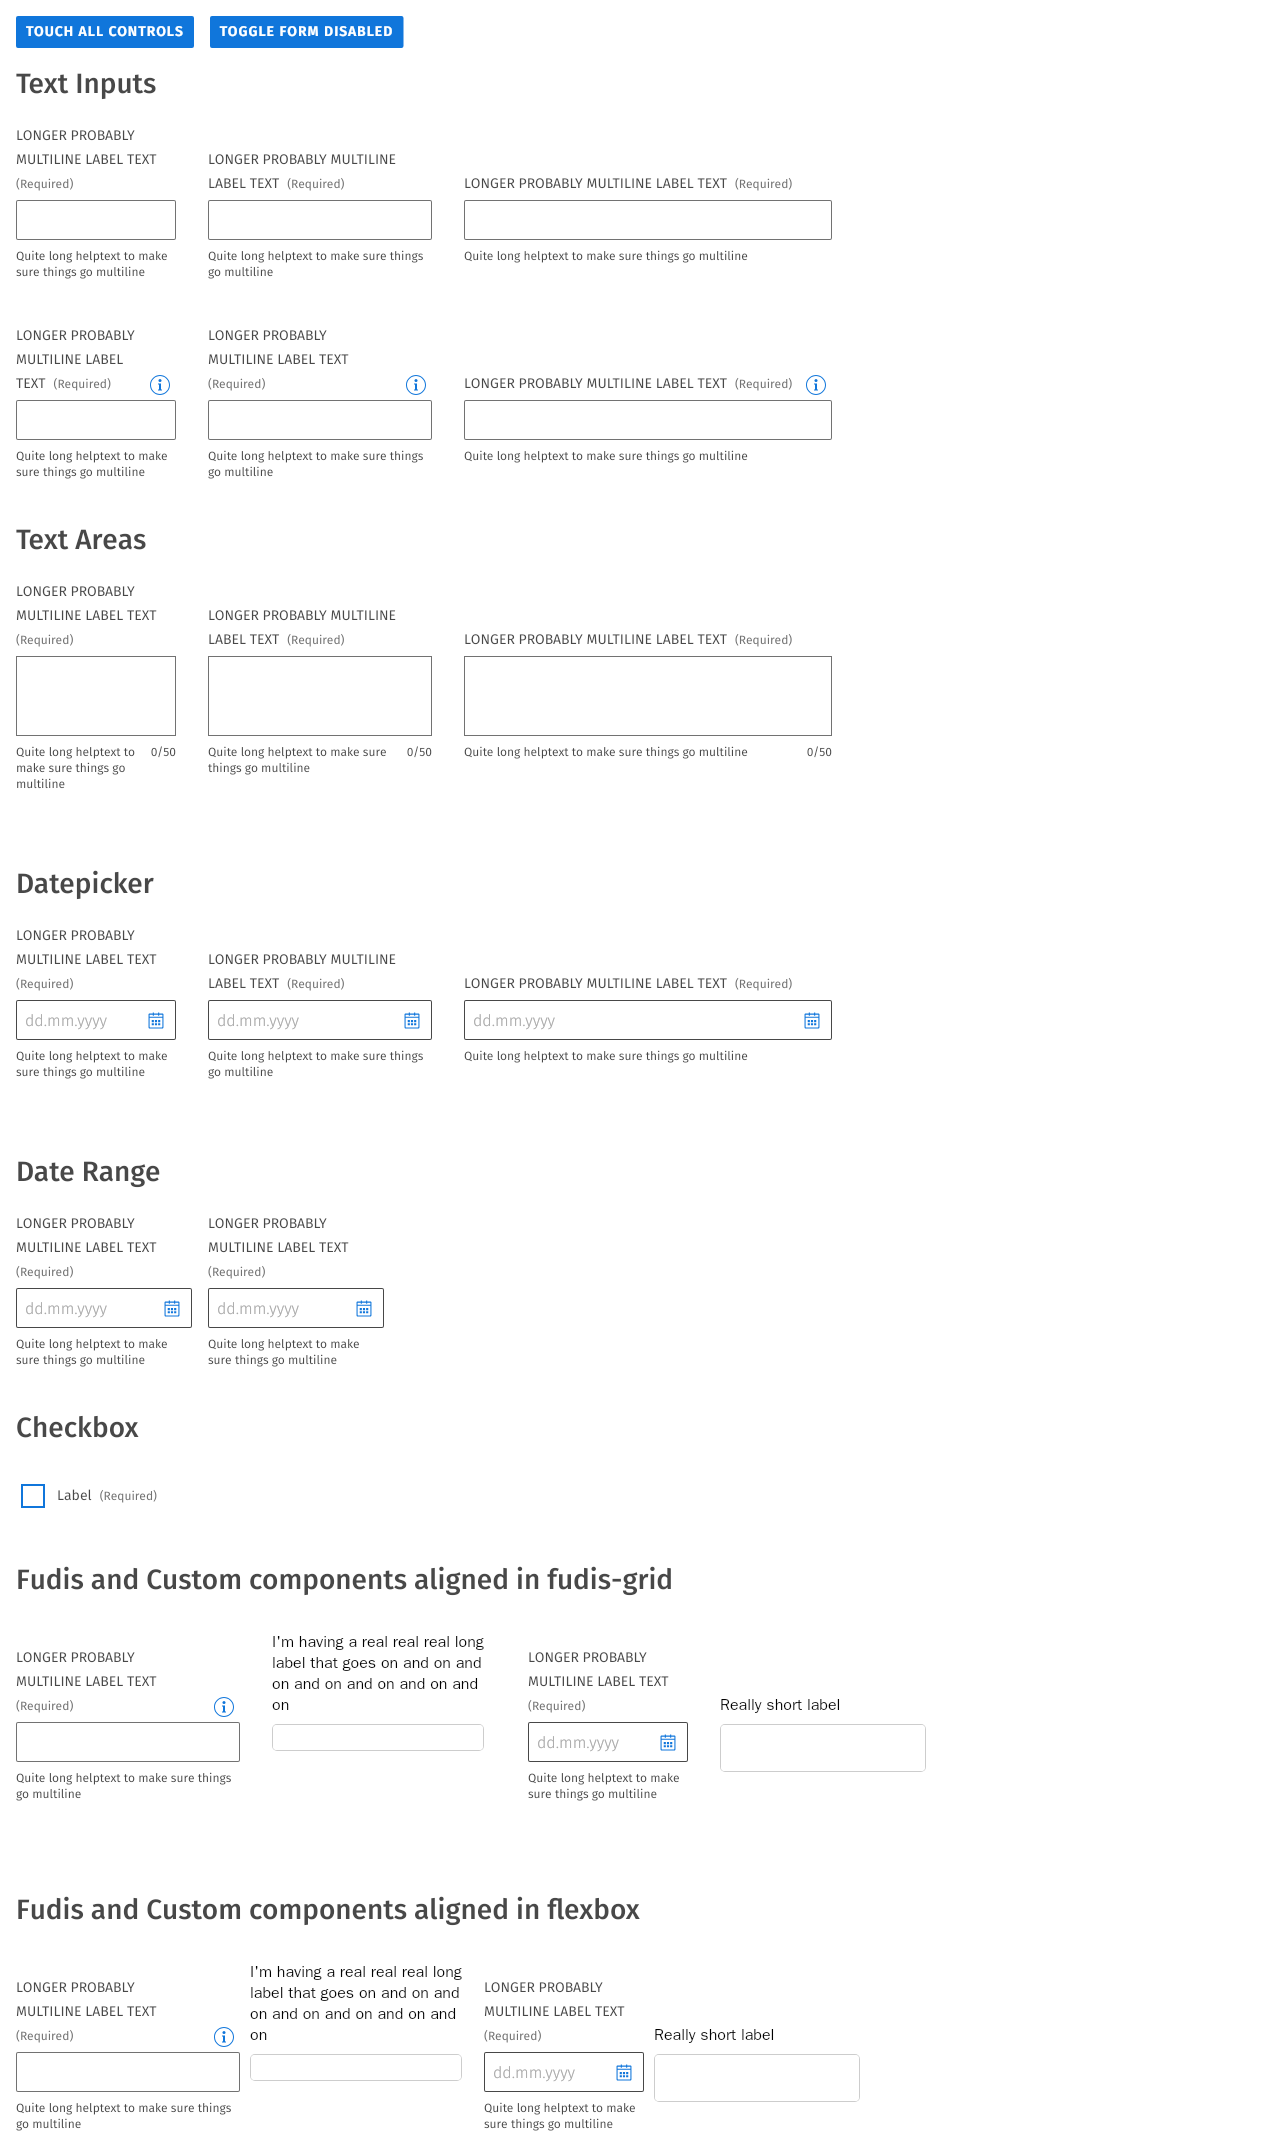 TOUCH ALL CONTROLS
TOGGLE FORM DISABLED
Text Inputs
LONGER PROBABLY
MULTILINE LABEL TEXT
(Required)
Quite long helptext to make
sure things go multiline
LONGER PROBABLY MULTILINE
LABEL TEXT (Required)
Quite long helptext to make sure things
go multiline
LONGER PROBABLY MULTILINE LABEL TEXT (Required)
Quite long helptext to make sure things go multiline
LONGER PROBABLY
MULTILINE LABEL
TEXT (Required)
Quite long helptext to make
sure things go multiline
LONGER PROBABLY
MULTILINE LABEL TEXT
(Required)
Quite long helptext to make sure things
go multiline
LONGER PROBABLY MULTILINE LABEL TEXT (Required)
Quite long helptext to make sure things go multiline
Text Areas
LONGER PROBABLY
MULTILINE LABEL TEXT
(Required)
Quite long helptext to
make sure things go
multiline
0/50
LONGER PROBABLY MULTILINE
LABEL TEXT (Required)
Quite long helptext to make sure
things go multiline
0/50
LONGER PROBABLY MULTILINE LABEL TEXT (Required)
Quite long helptext to make sure things go multiline
0/50
Datepicker
LONGER PROBABLY
MULTILINE LABEL TEXT
(Required)
dd.mm.yyyy
Quite long helptext to make
sure things go multiline
LONGER PROBABLY MULTILINE
LABEL TEXT (Required)
dd.mm.yyyy
Quite long helptext to make sure things
go multiline
LONGER PROBABLY MULTILINE LABEL TEXT (Required)
dd.mm.yyyy
Quite long helptext to make sure things go multiline
Date Range
LONGER PROBABLY
MULTILINE LABEL TEXT
(Required)
dd.mm.yyyy
Quite long helptext to make
sure things go multiline
LONGER PROBABLY
MULTILINE LABEL TEXT
(Required)
dd.mm.yyyy
Quite long helptext to make
sure things go multiline
Checkbox
Label (Required)
Fudis and Custom components aligned in fudis-grid
LONGER PROBABLY
MULTILINE LABEL TEXT
(Required)
Quite long helptext to make sure things
go multiline
I'm having a real real real long
label that goes on and on and
on and on and on and on and
on
LONGER PROBABLY
MULTILINE LABEL TEXT
(Required)
dd.mm.yyyy
Quite long helptext to make
sure things go multiline
Really short label
Fudis and Custom components aligned in flexbox
LONGER PROBABLY
MULTILINE LABEL TEXT
(Required)
Quite long helptext to make sure things
go multiline
I'm having a real real real long
label that goes on and on and
on and on and on and on and
on
LONGER PROBABLY
MULTILINE LABEL TEXT
(Required)
dd.mm.yyyy
Quite long helptext to make
sure things go multiline
Really short label